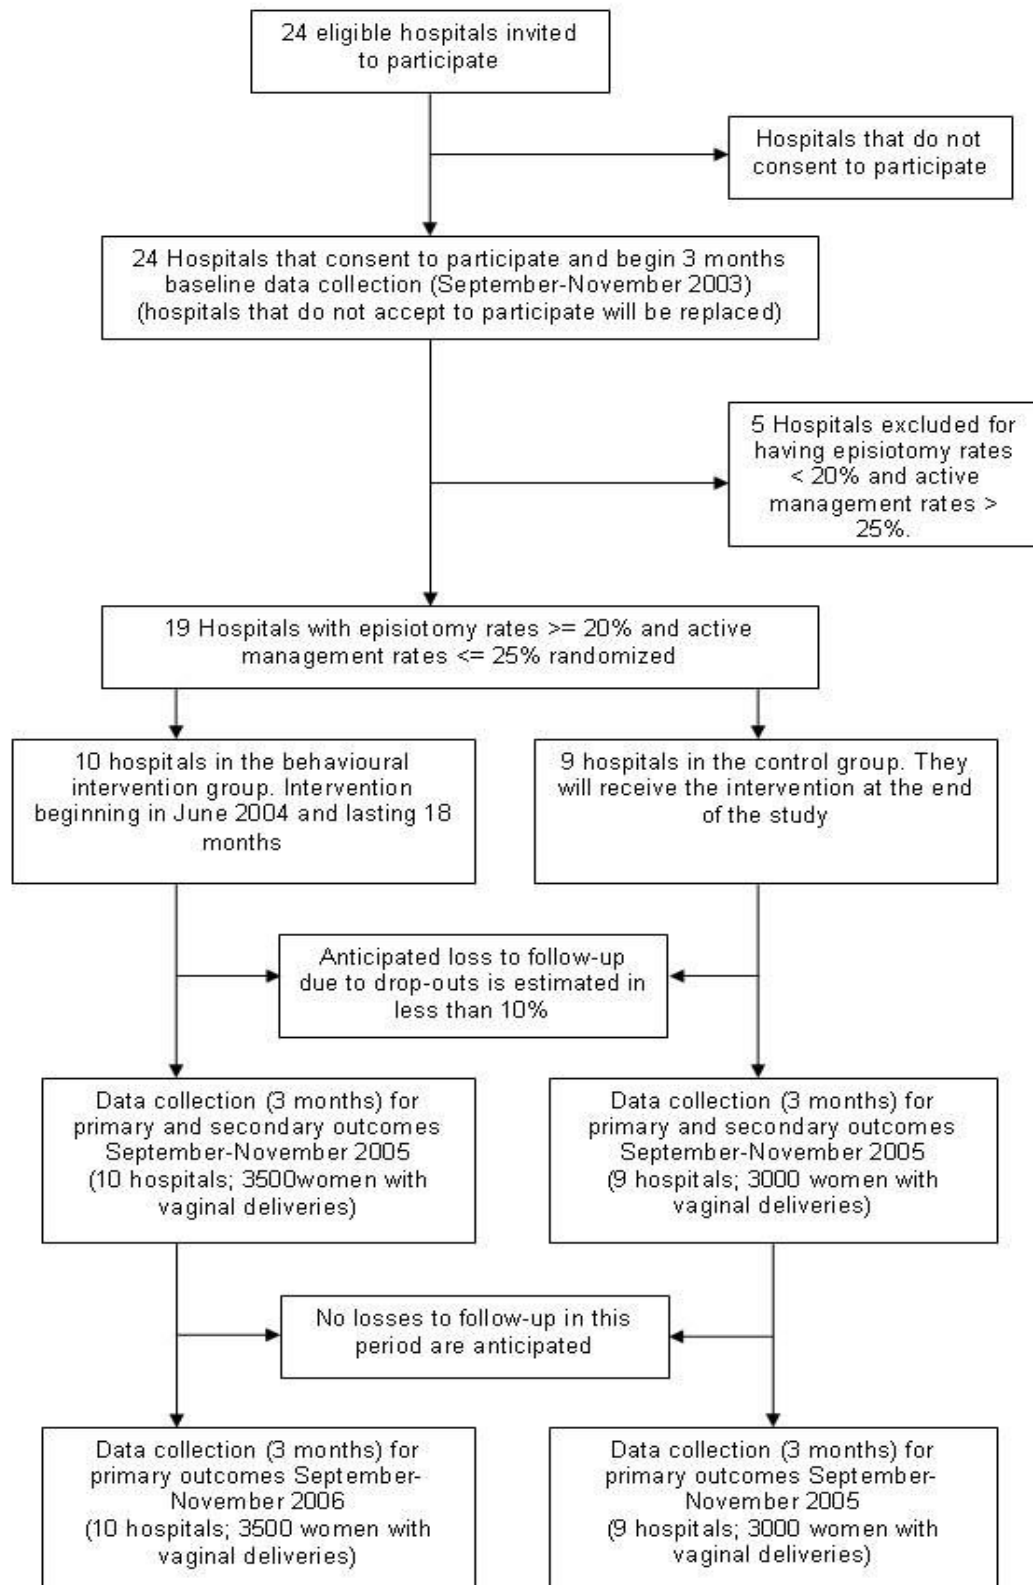 24 eligible hospitals invited
to participate
Hospitals that do not
consent to participate
24 Hospitals that consent to participate and begin 3 months
baseline data collection (September-November 2003)
(hospitals that do not accept to participate will be replaced)
5 Hospitals excluded for
having episiotomy rates
< 20% and active
management rates >
25%.
19 Hospitals with episiotomy rates >= 20% and active
management rates <= 25% randomized
10 hospitals in the behavioural
intervention group. Intervention
beginning in June 2004 and lasting 18
months
9 hospitals in the control group. They
will receive the intervention at the end
of the study
Anticipated loss to follow-up
due to drop-outs is estimated in
less than 10%
Data collection (3 months) for
primary and secondary outcomes
September-November 2005
(10 hospitals; 3500women with
vaginal deliveries)
Data collection (3 months) for
primary and secondary outcomes
September-November 2005
(9 hospitals; 3000 women with
vaginal deliveries)
No losses to follow-up in this
period are anticipated
Data collection (3 months) for
primary outcomes September-
November 2006
(10 hospitals; 3500 women with
vaginal deliveries)
Data collection (3 months) for
primary outcomes September-
November 2005
(9 hospitals; 3000 women with
vaginal deliveries)